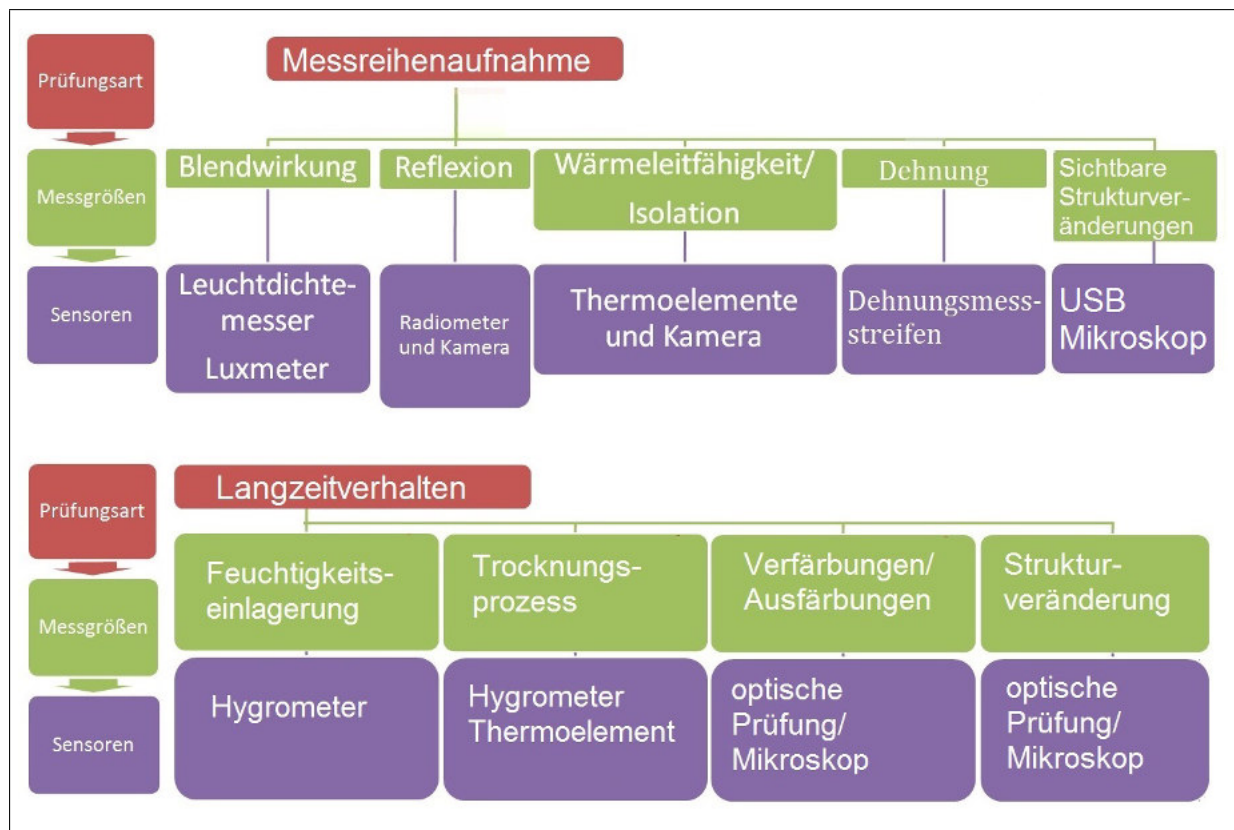 Prüfungsart
Messreihenaufnahme
Messgrößen
Blendwirkung
Reflexion
Wärmeleitfähigkeit/
Isolation
Dehnung
Sichtbare
Strukturver-
änderungen
Sensoren
Leuchtdichte-
messer
Luxmeter
Radiometer
und Kamera
Thermoelemente
und Kamera
Dehnungsmess-
streifen
USB
Mikroskop
Prüfungsart
Langzeitverhalten
Messgrößen
Feuchtigkeits-
einlagerung
Trocknungs-
prozess
Verfärbungen/
Ausfärbungen
Struktur-
veränderung
Sensoren
Hygrometer
Hygrometer
Thermoelement
optische
Prüfung/
Mikroskop
optische
Prüfung/
Mikroskop